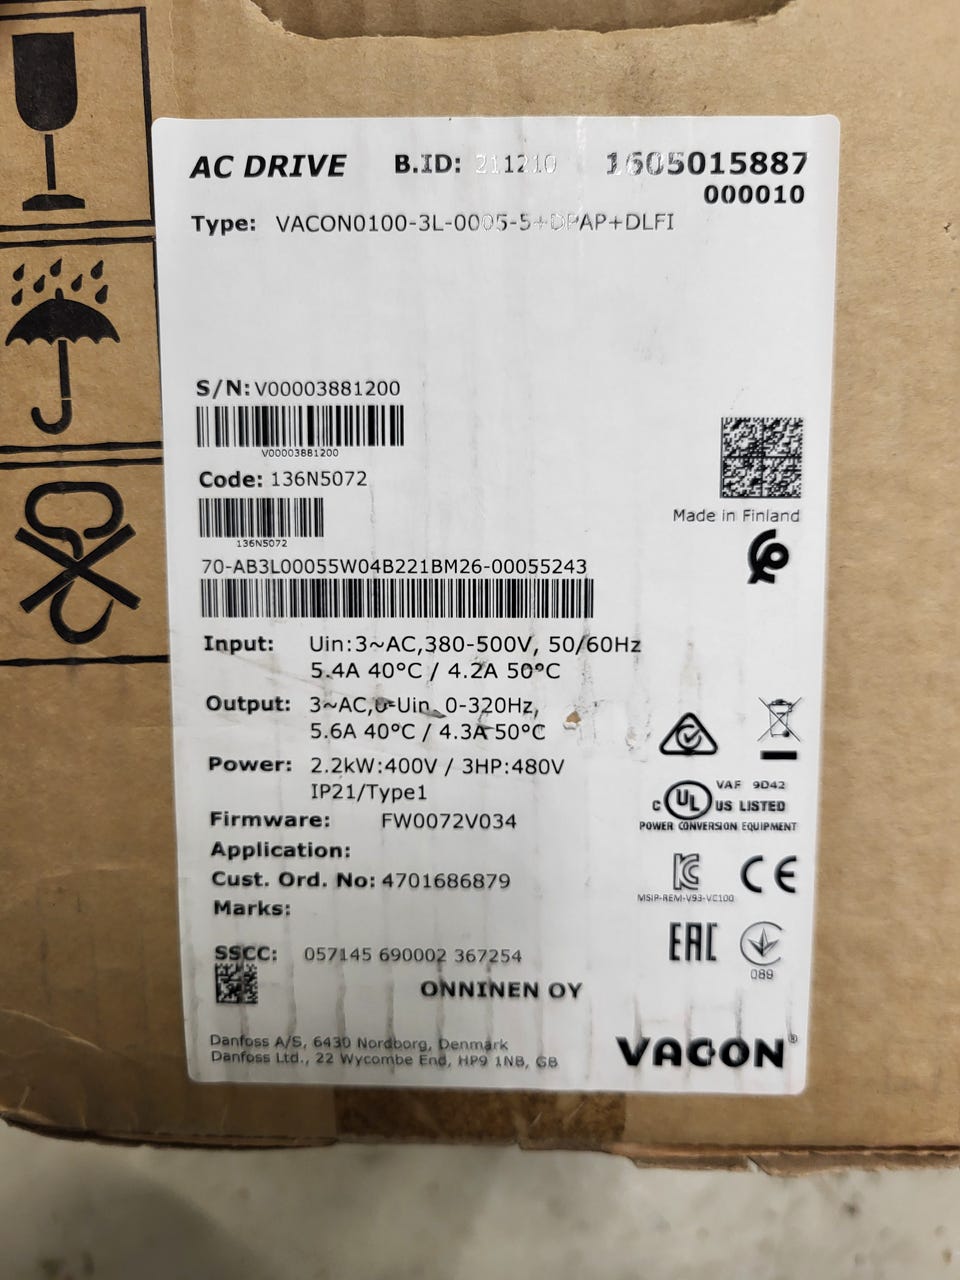 AC DRIVE B.ID: 211210 1605015887
000010
Type: VACON0100-3L-0005-5+DPAP+DLFI
S/N: V00003881200
V00003881200
Code: 136N5072
136N5072
Made in Finland
70-AB3L00055W04B221BM26-00055243
Input: Uin:3~AC,380-500V, 50/60Hz
5.4A 40°C / 4.2A 50°C
Output: 3~AC,0-Uin, 0-320Hz,
5.6A 40°C / 4.3A 50°C
Power: 2.2kW:400V / 3HP:480V
IP21/Type1
VAF 9D42
C UL US LISTED
POWER CONVERSION EQUIPMENT
Firmware: FW0072V034
Application:
Cust. Ord. No: 4701686879
Marks:
CE
MSIP-REM-V93-VC100
EAC
089
SSCC: 057145 690002 367254
ONNINEN OY
Danfoss A/S, 6430 Nordborg, Denmark
Danfoss Ltd., 22 Wycombe End, HP9 1NB, GB
VACON®